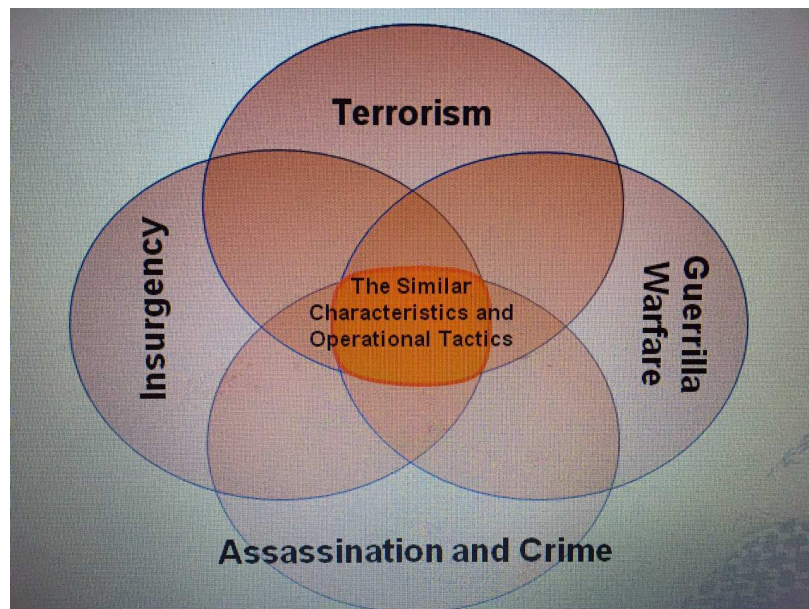 Terrorism
Insurgency
The Similar
Characteristics and
Operational Tactics
Guerrilla
Warfare
Assassination and Crime